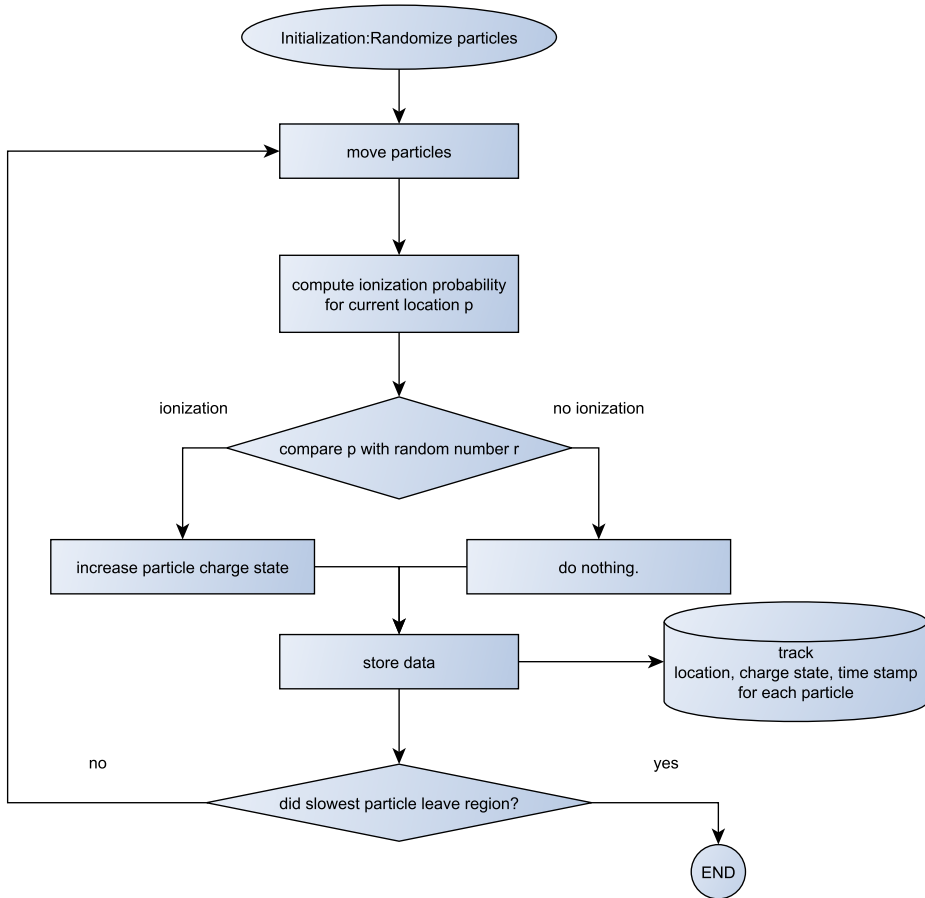 Initialization:Randomize particles
move particles
compute ionization probability
for current location p
ionization
no ionization
compare p with random number r
increase particle charge state
do nothing.
store data
track
location, charge state, time stamp
for each particle
no
yes
did slowest particle leave region?
END